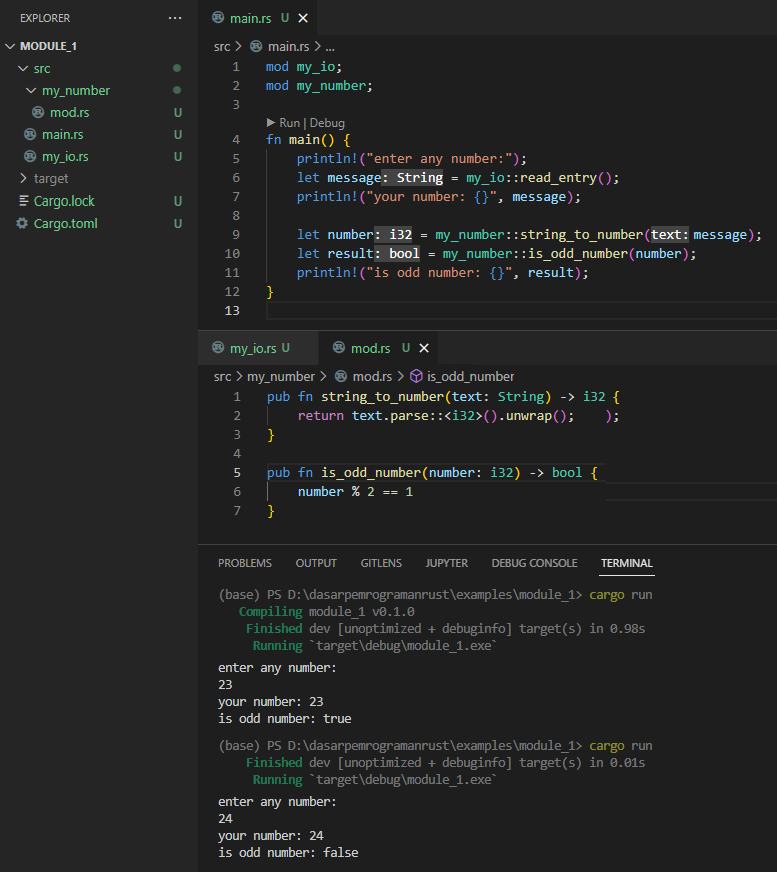 EXPLORER ...
MODULE_1
src
my_number
mod.rs U
main.rs U
my_io.rs U
target
Cargo.lock U
Cargo.toml U
main.rs U
src > main.rs > ...
1 mod my_io;
2 mod my_number;
3
Run | Debug
4 fn main() {
5 println!("enter any number:");
6 let message: String = my_io::read_entry();
7 println!("your number: {}", message);
8
9 let number: i32 = my_number::string_to_number(text: message);
10 let result: bool = my_number::is_odd_number(number);
11 println!("is odd number: {}", result);
12 }
13
my_io.rs U mod.rs U
src > my_number > mod.rs > is_odd_number
1 pub fn string_to_number(text: String) -> i32 {
2 return text.parse::<i32>().unwrap(); );
3 }
4
5 pub fn is_odd_number(number: i32) -> bool {
6 number % 2 == 1
7 }
PROBLEMS OUTPUT GITLENS JUPYTER DEBUG CONSOLE TERMINAL
(base) PS D:\dasarpemrogramanrust\examples\module_1> cargo run
Compiling module_1 v0.1.0
Finished dev [unoptimized + debuginfo] target(s) in 0.98s
Running `target\debug\module_1.exe`
enter any number:
23
your number: 23
is odd number: true
(base) PS D:\dasarpemrogramanrust\examples\module_1> cargo run
Finished dev [unoptimized + debuginfo] target(s) in 0.01s
Running `target\debug\module_1.exe`
enter any number:
24
your number: 24
is odd number: false